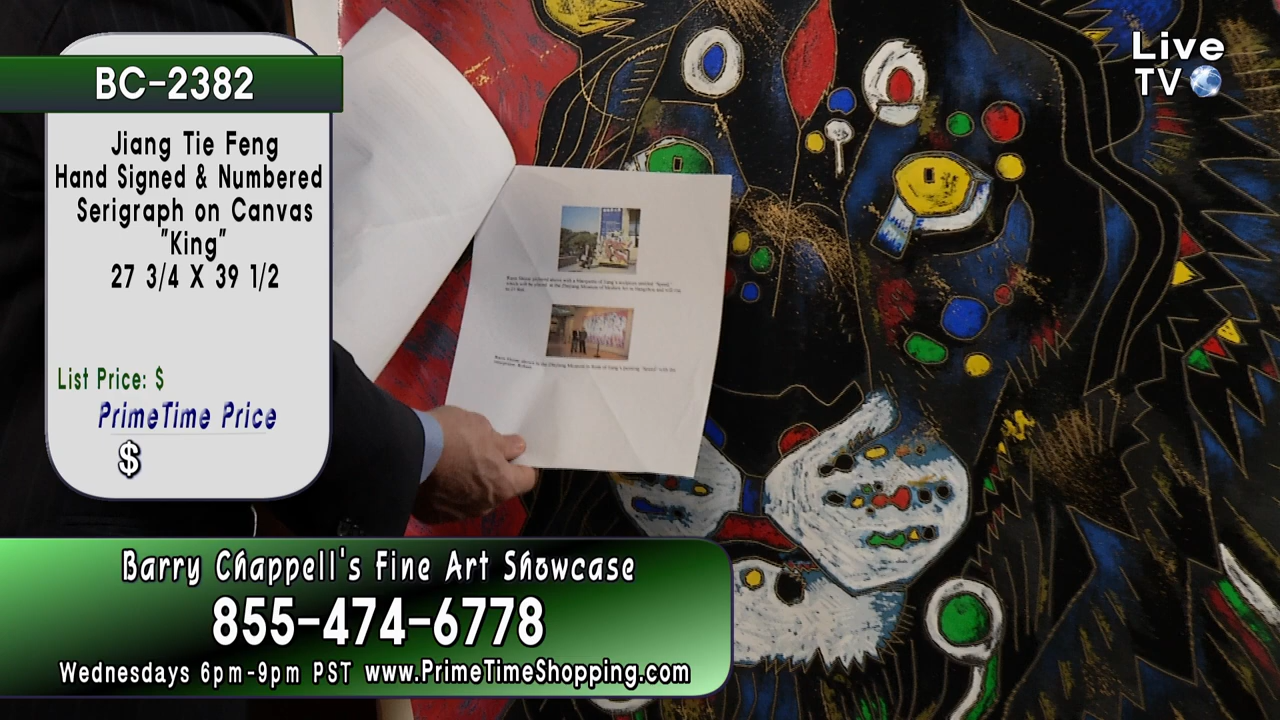 BC-2382
Jiang Tie Feng
Hand Signed & Numbered
Serigraph on Canvas
"King"
27 3/4 X 39 1/2
List Price: $
PrimeTime Price
$
Live
TV
Barry Chappell's Fine Art Showcase
855-474-6778
Wednesdays 6pm-9pm PST www.PrimeTimeShopping.com